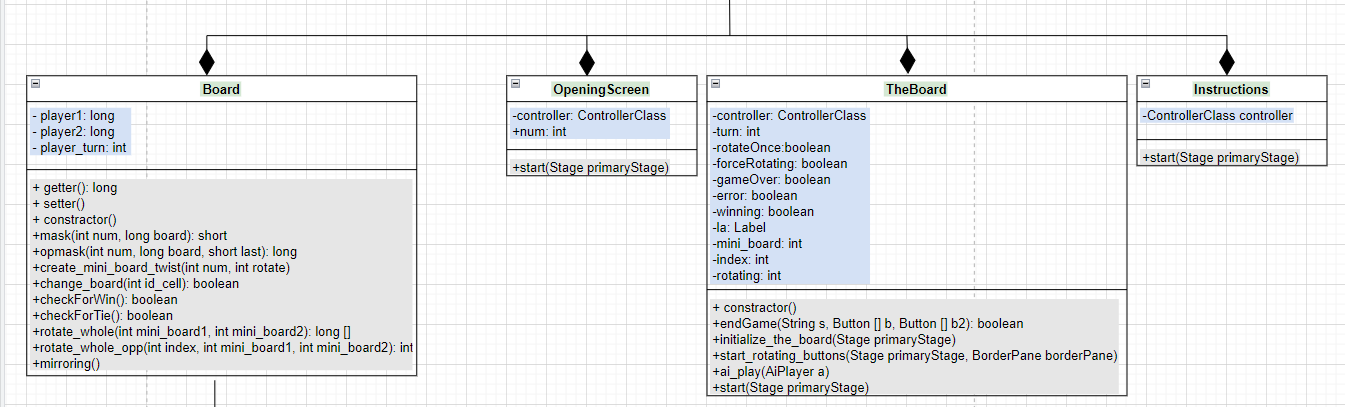 Board
- player1: long
- player2: long
- player_turn: int
+ getter(): long
+ setter()
+ constractor()
+mask(int num, long board): short
+opmask(int num, long board, short last): long
+create_mini_board_twist(int num, int rotate)
+change_board(int id_cell): boolean
+checkForWin(): boolean
+checkForTie(): boolean
+rotate_whole(int mini_board1, int mini_board2): long []
+rotate_whole_opp(int index, int mini_board1, int mini_board2): int
+mirroring()
OpeningScreen
-controller: ControllerClass
+num: int
+start(Stage primaryStage)
TheBoard
-controller: ControllerClass
-turn: int
-rotateOnce:boolean
-forceRotating: boolean
-gameOver: boolean
-error: boolean
-winning: boolean
-la: Label
-mini_board: int
-index: int
-rotating: int
+ constractor()
+endGame(String s, Button [] b, Button [] b2): boolean
+initialize_the_board(Stage primaryStage)
+start_rotating_buttons(Stage primaryStage, BorderPane borderPane)
+ai_play(AiPlayer a)
+start(Stage primaryStage)
Instructions
-ControllerClass controller
+start(Stage primaryStage)